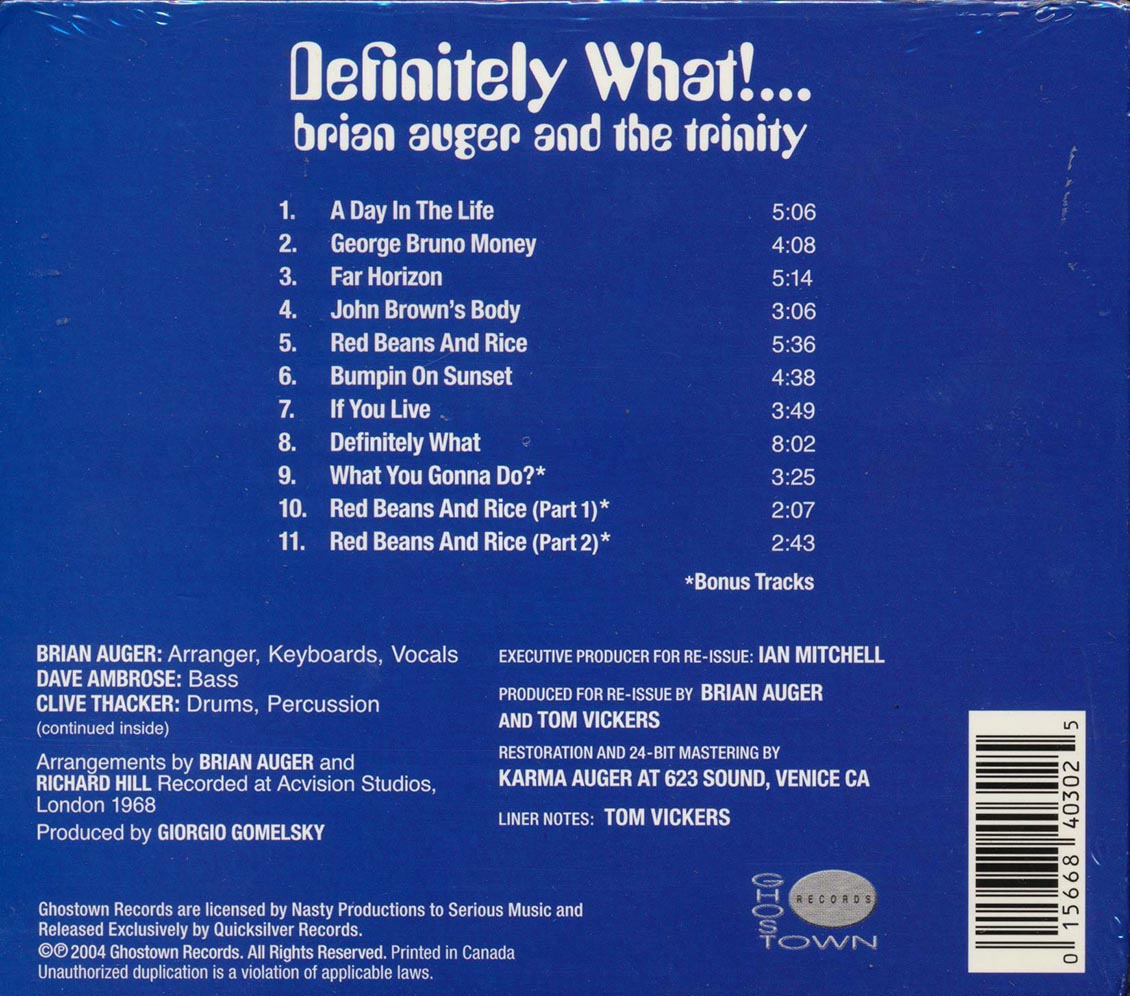 Definitely What!....
brian auger and the trinity
1. A Day In The Life 5:06
2. George Bruno Money 4:08
3. Far Horizon 5:14
4. John Brown's Body 3:06
5. Red Beans And Rice 5:36
6. Bumpin On Sunset 4:38
7. If You Live 3:49
8. Definitely What 8:02
9. What You Gonna Do?* 3:25
10. Red Beans And Rice (Part 1)* 2:07
11. Red Beans And Rice (Part 2)* 2:43
*Bonus Tracks
BRIAN AUGER: Arranger, Keyboards, Vocals
DAVE AMBROSE: Bass
CLIVE THACKER: Drums, Percussion
(continued inside)
Arrangements by BRIAN AUGER and
RICHARD HILL Recorded at Acvision Studios,
London 1968
Produced by GIORGIO GOMELSKY
EXECUTIVE PRODUCER FOR RE-ISSUE: IAN MITCHELL
PRODUCED FOR RE-ISSUE BY BRIAN AUGER
AND TOM VICKERS
RESTORATION AND 24-BIT MASTERING BY
KARMA AUGER AT 623 SOUND, VENICE CA
LINER NOTES: TOM VICKERS
Ghostown Records are licensed by Nasty Productions to Serious Music and
Released Exclusively by Quicksilver Records.
©℗ 2004 Ghostown Records. All Rights Reserved. Printed in Canada
Unauthorized duplication is a violation of applicable laws.
GHOSTOWN
RECORDS
0 15668 40302 5